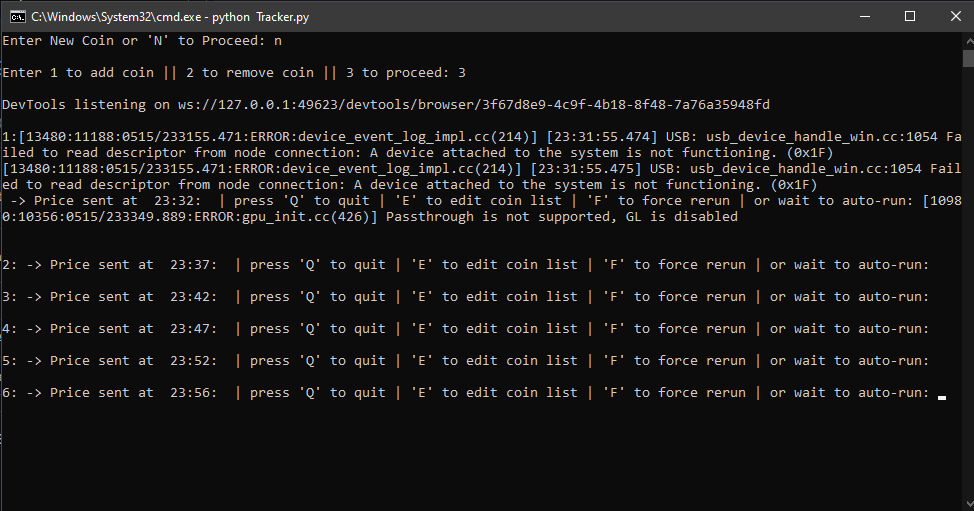 C:\Windows\System32\cmd.exe - python  Tracker.py
Enter New Coin or 'N' to Proceed: n
Enter 1 to add coin || 2 to remove coin || 3 to proceed: 3
DevTools listening on ws://127.0.0.1:49623/devtools/browser/3f67d8e9-4c9f-4b18-8f48-7a76a35948fd
1:[13480:11188:0515/233155.471:ERROR:device_event_log_impl.cc(214)] [23:31:55.474] USB: usb_device_handle_win.cc:1054 Fa
iled to read descriptor from node connection: A device attached to the system is not functioning. (0x1F)
[13480:11188:0515/233155.471:ERROR:device_event_log_impl.cc(214)] [23:31:55.475] USB: usb_device_handle_win.cc:1054 Fail
ed to read descriptor from node connection: A device attached to the system is not functioning. (0x1F)
 -> Price sent at  23:32:  | press 'Q' to quit | 'E' to edit coin list | 'F' to force rerun | or wait to auto-run: [1098
0:10356:0515/233349.889:ERROR:gpu_init.cc(426)] Passthrough is not supported, GL is disabled
2: -> Price sent at  23:37:  | press 'Q' to quit | 'E' to edit coin list | 'F' to force rerun | or wait to auto-run:
3: -> Price sent at  23:42:  | press 'Q' to quit | 'E' to edit coin list | 'F' to force rerun | or wait to auto-run:
4: -> Price sent at  23:47:  | press 'Q' to quit | 'E' to edit coin list | 'F' to force rerun | or wait to auto-run:
5: -> Price sent at  23:52:  | press 'Q' to quit | 'E' to edit coin list | 'F' to force rerun | or wait to auto-run:
6: -> Price sent at  23:56:  | press 'Q' to quit | 'E' to edit coin list | 'F' to force rerun | or wait to auto-run: